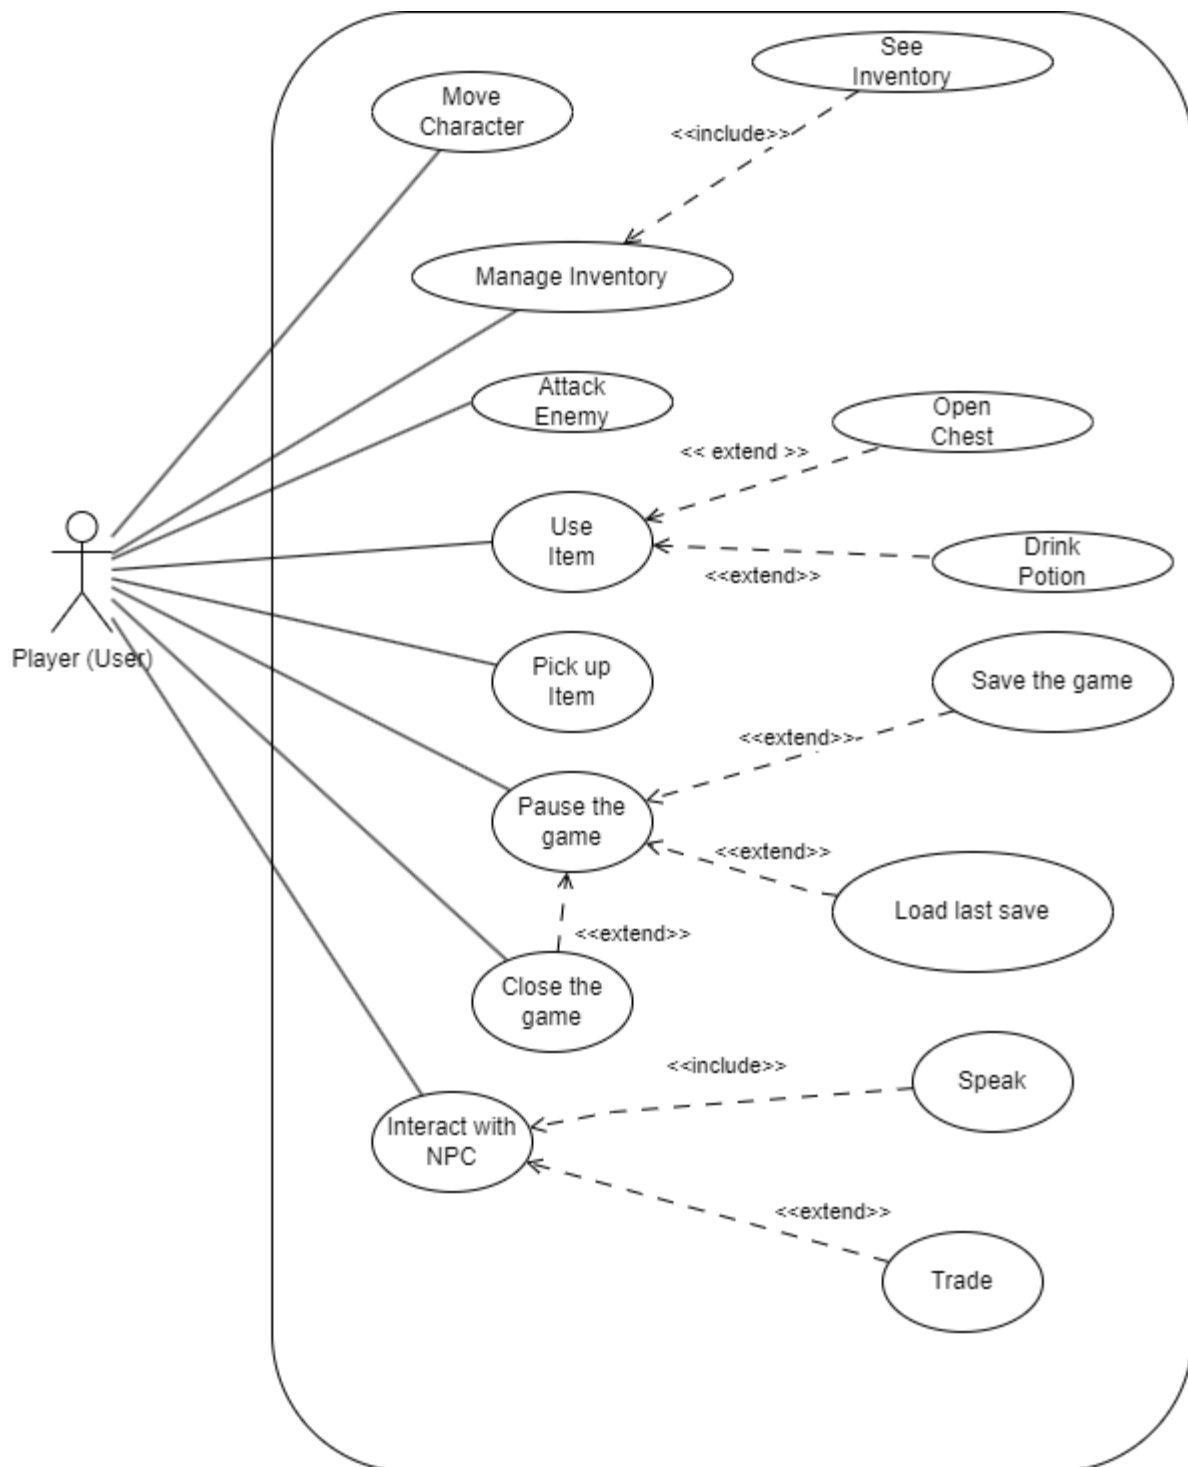 See
Inventory
Move
Character
<<include>>
Manage Inventory
Attack
Enemy
Open
Chest
<< extend >>
Use
Item
Drink
Potion
<<extend>>
Player (User)
Pick up
Item
Save the game
<<extend>>
Pause the
game
<<extend>>
Load last save
<<extend>>
Close the
game
<<include>>
Speak
Interact with
NPC
<<extend>>
Trade